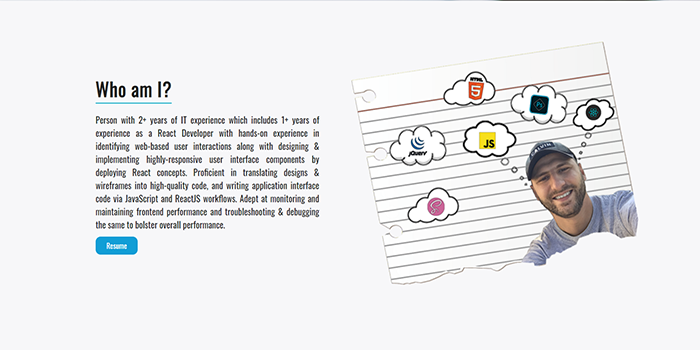 Who am I?
Person with 2+ years of IT experience which includes 1+ years of
experience as a React Developer with hands-on experience in
identifying web-based user interactions along with designing &
implementing highly-responsive user interface components by
deploying React concepts. Proficient in translating designs &
wireframes into high-quality code, and writing application interface
code via JavaScript and ReactJS workflows. Adept at monitoring and
maintaining frontend performance and troubleshooting & debugging
the same to bolster overall performance.
Resume
HTML
5
Ps
jQuery
JS